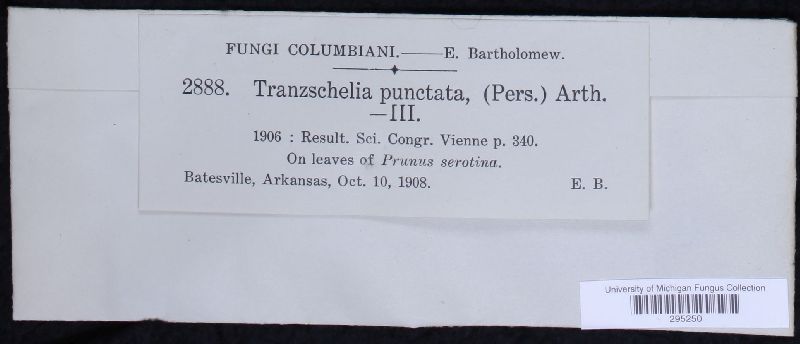 FUNGI COLUMBIANI.—E. Bartholomew.
2888. Tranzschelia punctata, (Pers.) Arth.
—III.
1906 : Result. Sci. Congr. Vienne p. 340.
On leaves of Prunus serotina.
Batesville, Arkansas, Oct. 10, 1908. E. B.
University of Michigan Fungus Collection
295250